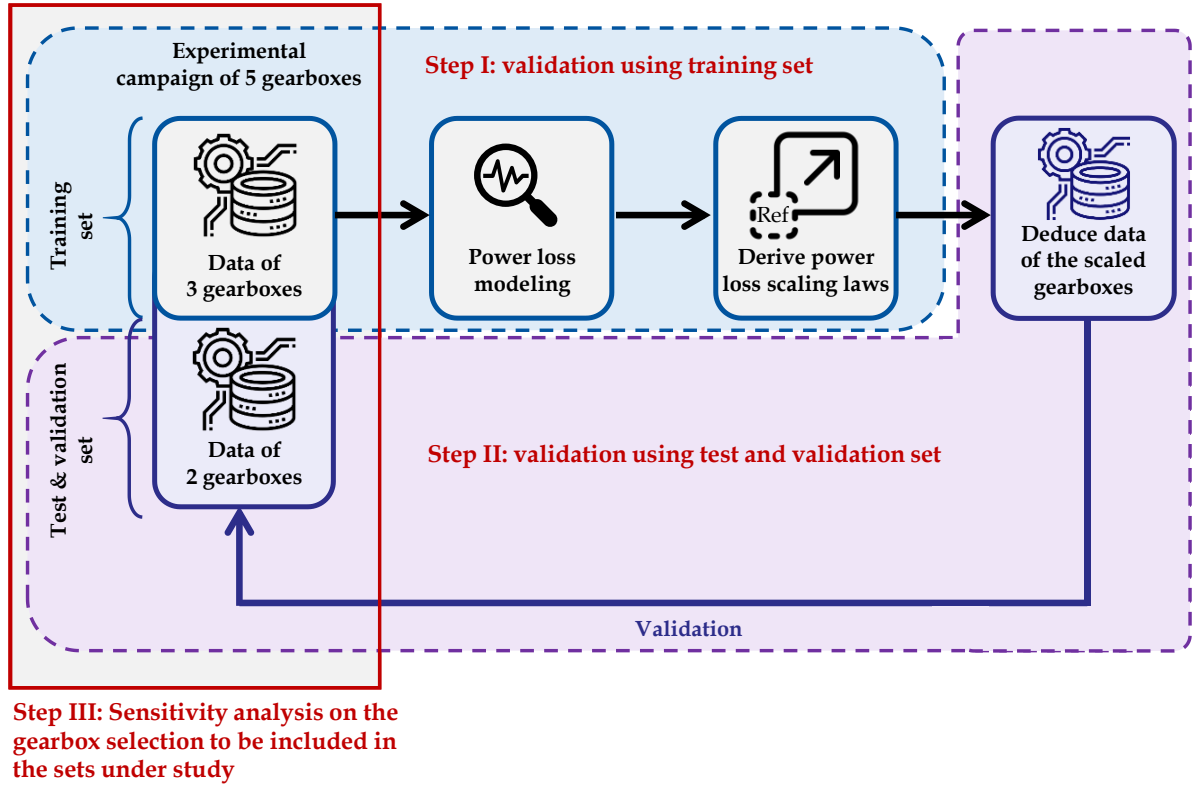 Experimental
campaign of 5 gearboxes
Step I: validation using training set
Training
set
Data of
3 gearboxes
Power loss
modeling
Ref
Derive power
loss scaling laws
Deduce data
of the scaled
gearboxes
Test & validation
set
Data of
2 gearboxes
Step II: validation using test and validation set
Validation
Step III: Sensitivity analysis on the
gearbox selection to be included in
the sets under study